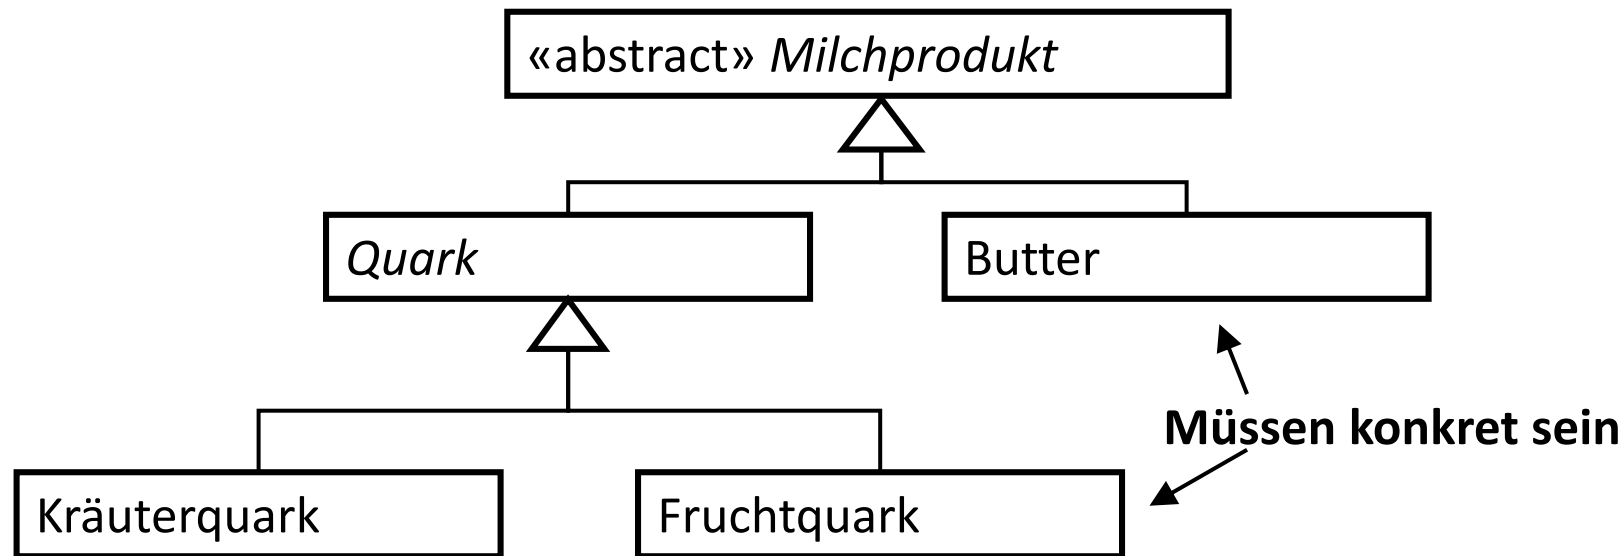 «abstract» Milchprodukt
Quark
Butter
Müssen konkret sein
Kräuterquark
Fruchtquark